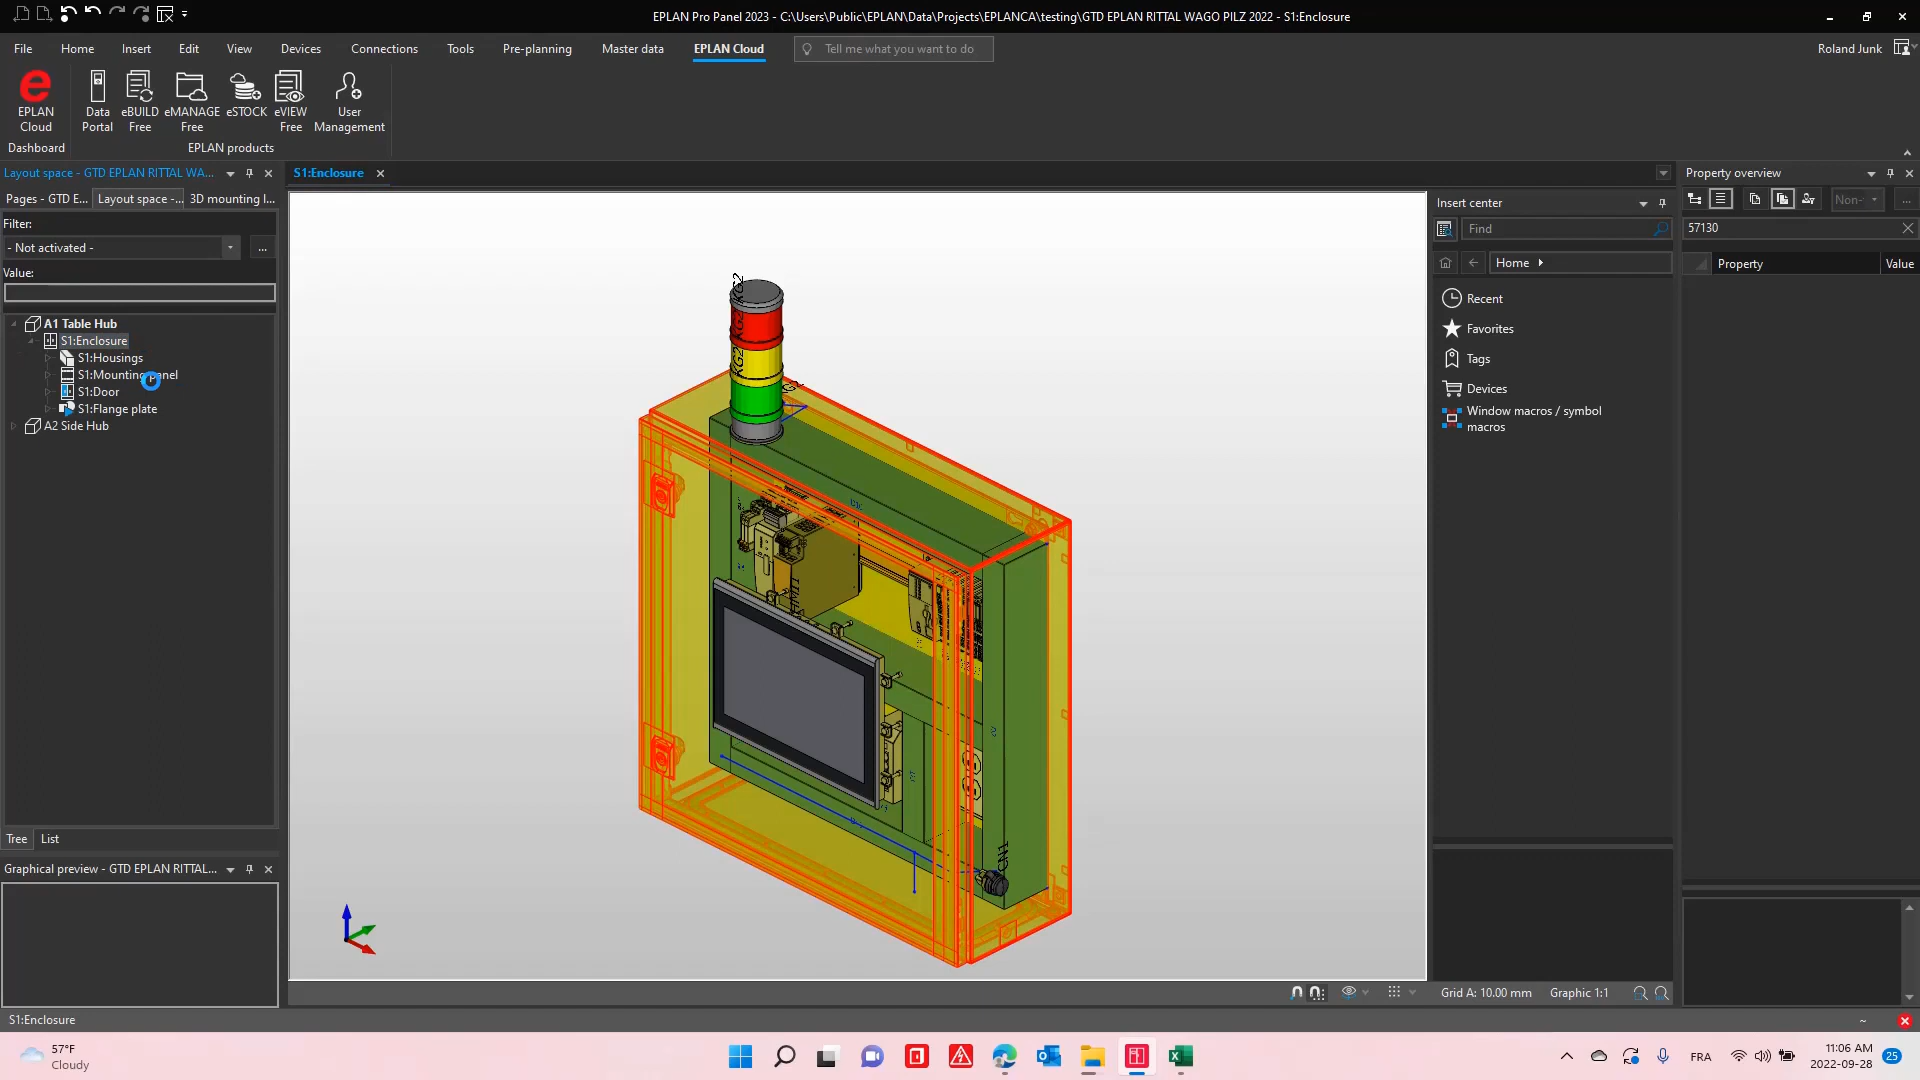 EPLAN Pro Panel 2023 - C:\Users\Public\EPLAN\Data\Projects\EPLANCA\testing\GTD EPLAN RITTAL WAGO PILZ 2022 - S1:Enclosure
File Home Insert Edit View Devices Connections Tools Pre-planning Master data EPLAN Cloud Tell me what you want to do Roland Junk
EPLAN Cloud
Data Portal
eBUILD Free
eMANAGE Free
eSTOCK
eVIEW Free
User Management
Dashboard EPLAN products
Layout space - GTD EPLAN RITTAL WA...
S1:Enclosure
Property overview
Pages - GTD E... Layout space -... 3D mounting l...
Non-
...
Insert center
Filter:
Find
57130
- Not activated -
...
Home
Property Value
Value:
Recent
Favorites
Tags
Devices
Window macros / symbol
macros
A1 Table Hub
S1:Enclosure
S1:Housings
S1:Mounting panel
S1:Door
S1:Flange plate
A2 Side Hub
KG2
KG2
KG2
CN1
Tree List
Graphical preview - GTD EPLAN RITTAL...
Grid A: 10.00 mm Graphic 1:1
S1:Enclosure
~
57°F
Cloudy
FRA
11:06 AM
2022-09-28
25